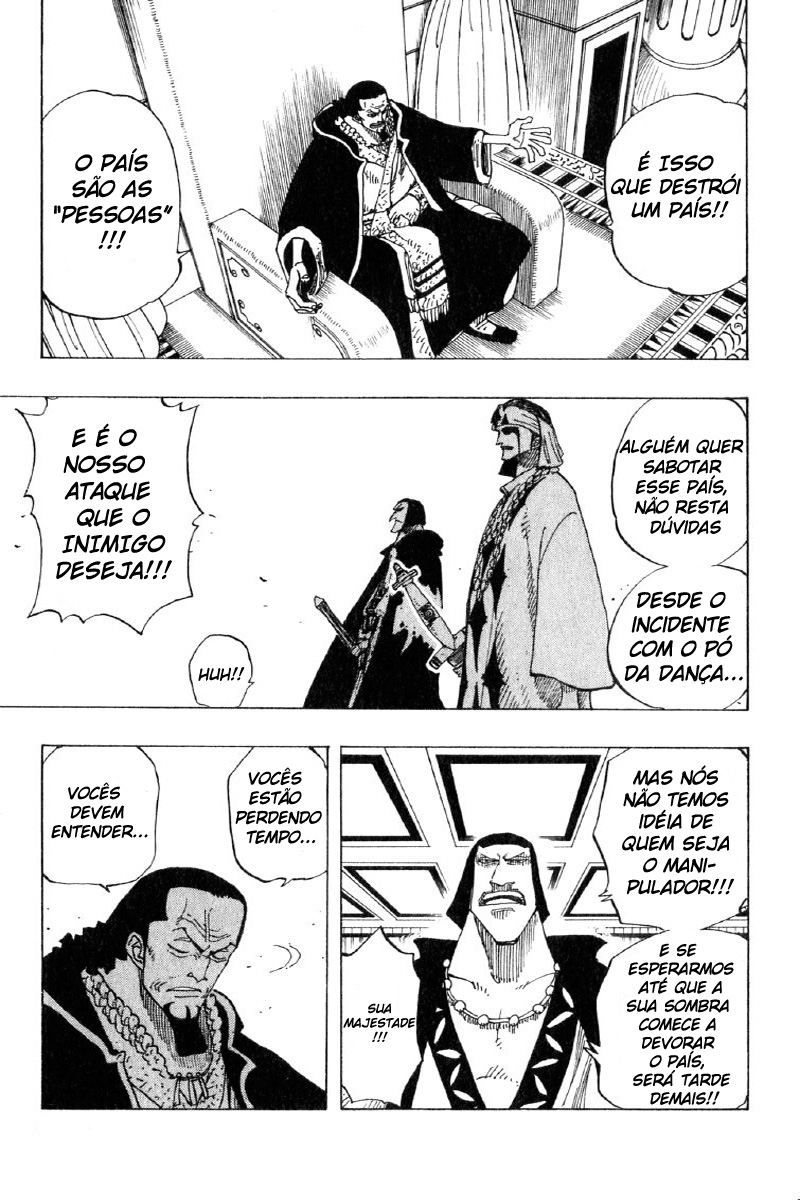 É ISSO
QUE DESTRÓI
UM PAÍS!!
O PAÍS
SÃO AS
"PESSOAS"
!!!
ALGUÉM QUER
SABOTAR
ESSE PAÍS,
NÃO RESTA
DÚVIDAS
DESDE O
INCIDENTE
COM O PÓ
DA DANÇA...
E É O
NOSSO
ATAQUE
QUE O
INIMIGO
DESEJA!!!
HUH!!
MAS NÓS
NÃO TEMOS
IDÉIA DE
QUEM SEJA
O MANI-
PULADOR!!!
E SE
ESPERARMOS
ATÉ QUE A
SUA SOMBRA
COMECE A
DEVORAR
O PAÍS,
SERÁ TARDE
DEMAIS!!
SUA
MAJESTADE
!!!
VOCÊS
ESTÃO
PERDENDO
TEMPO...
VOCÊS
DEVEM
ENTENDER...